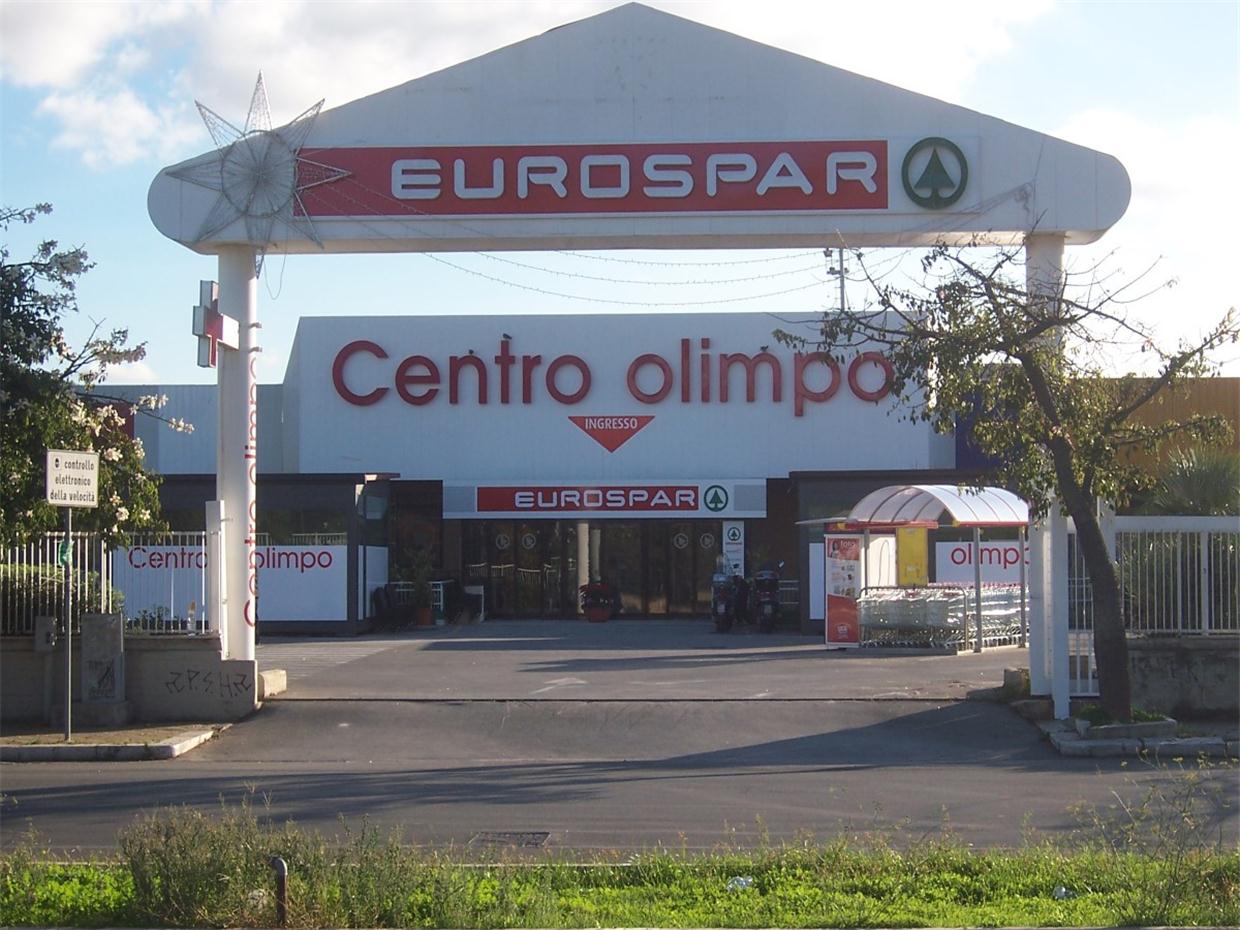 EUROSPAR
Centro olimpo
INGRESSO
EUROSPAR
controllo
elettronico
della velocità
Centro olimpo
Centro olimpo
olimpo